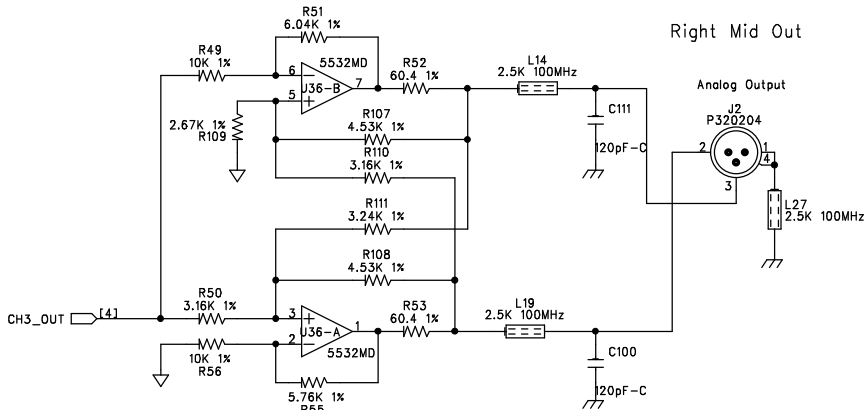 R51
6.04K 1%
Right Mid Out
R49
10K 1%
5532MD
6
7
U36-B
5
R52
60.4 1%
L14
2.5K 100MHz
Analog Output
J2
P320204
C111
120pF-C
2.67K 1%
R109
R107
4.53K 1%
R110
3.16K 1%
2
1
4
3
L27
2.5K 100MHz
R111
3.24K 1%
R108
4.53K 1%
CH3_OUT
[4]
R50
3.16K 1%
3
1
U36-A
2
5532MD
R53
60.4 1%
L19
2.5K 100MHz
C100
120pF-C
10K 1%
R56
5.76K 1%
R55